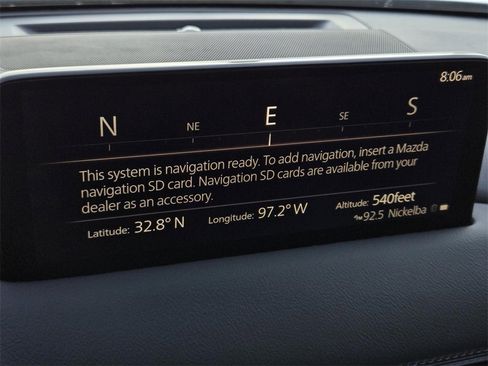 8:06am
N NE E SE S
This system is navigation ready. To add navigation, insert a Mazda
navigation SD card. Navigation SD cards are available from your
dealer as an accessory.
Latitude: 32.8° N Longitude: 97.2° W Altitude: 540feet
92.5 Nickelba